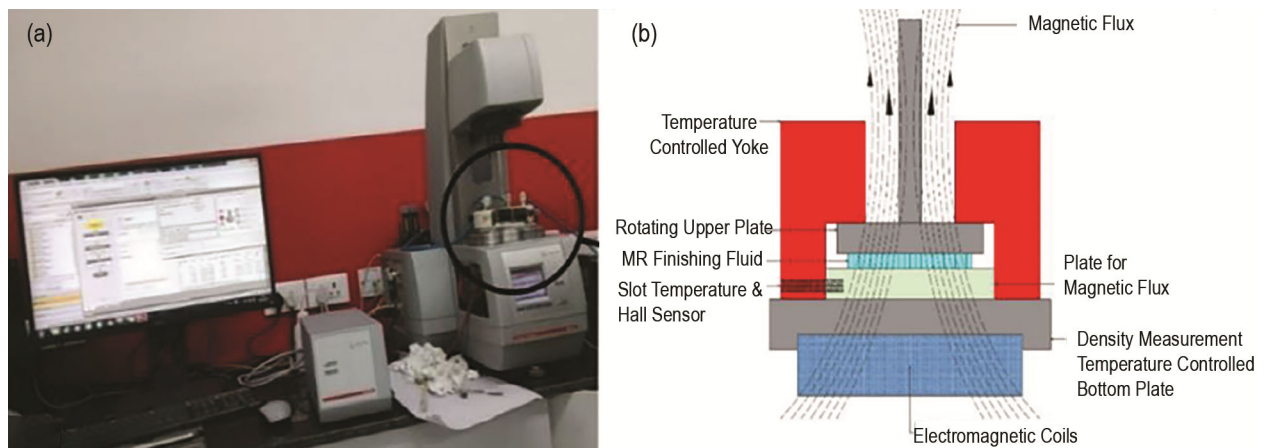 (a)
(b)
Magnetic Flux
Temperature
Controlled Yoke
Rotating Upper Plate
MR Finishing Fluid
Slot Temperature &
Hall Sensor
Plate for
Magnetic Flux
Density Measurement
Temperature Controlled
Bottom Plate
Electromagnetic Coils